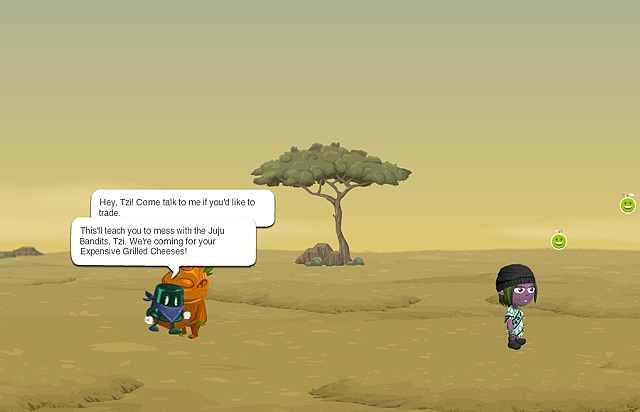 Hey, Tzi! Come talk to me if you'd like to
trade.
This'll teach you to mess with the Juju
Bandits, Tzi. We're coming for your
Expensive Grilled Cheeses!